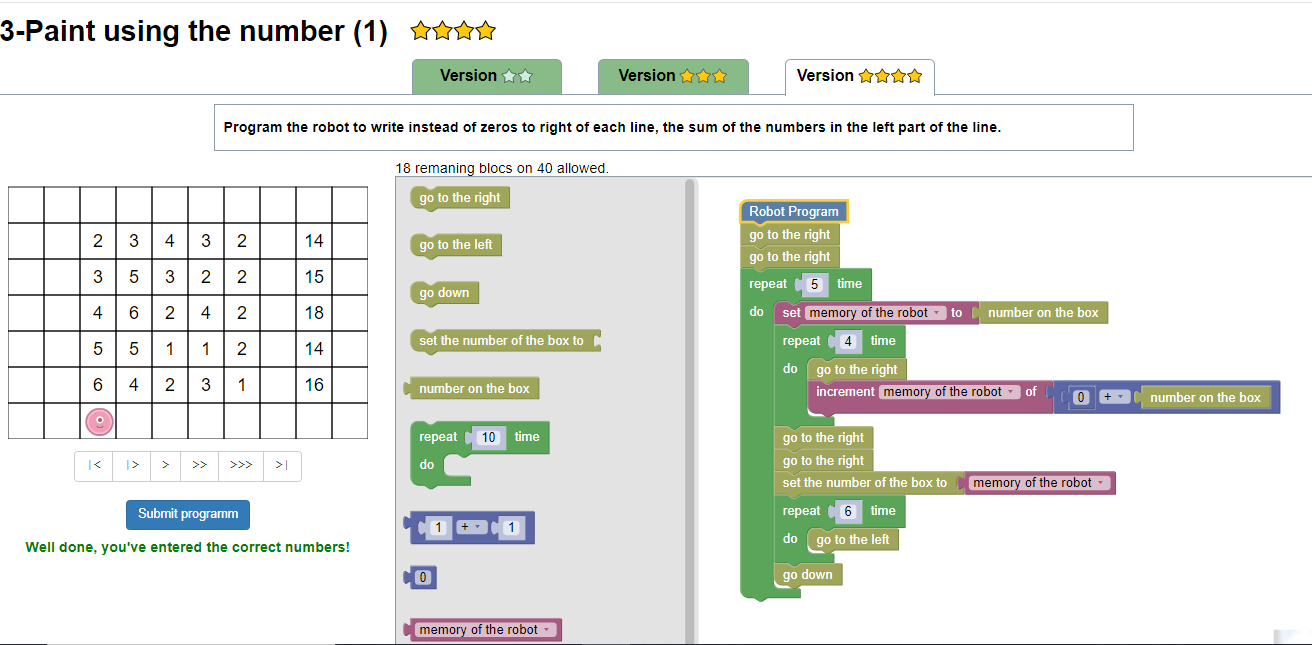 3-Paint using the number (1)
Version
Version
Version
Program the robot to write instead of zeros to right of each line, the sum of the numbers in the left part of the line.
18 remaning blocs on 40 allowed.
2 3 4 3 2 14
3 5 3 2 2 15
4 6 2 4 2 18
5 5 1 1 2 14
6 4 2 3 1 16
|< |> > >> >>> >|
Submit programm
Well done, you've entered the correct numbers!
go to the right
go to the left
go down
set the number of the box to
number on the box
repeat 10 time
do
1 + 1
0
memory of the robot
Robot Program
go to the right
go to the right
repeat 5 time
do set memory of the robot to number on the box
repeat 4 time
do go to the right
increment memory of the robot of 0 + number on the box
go to the right
go to the right
set the number of the box to memory of the robot
repeat 6 time
do go to the left
go down